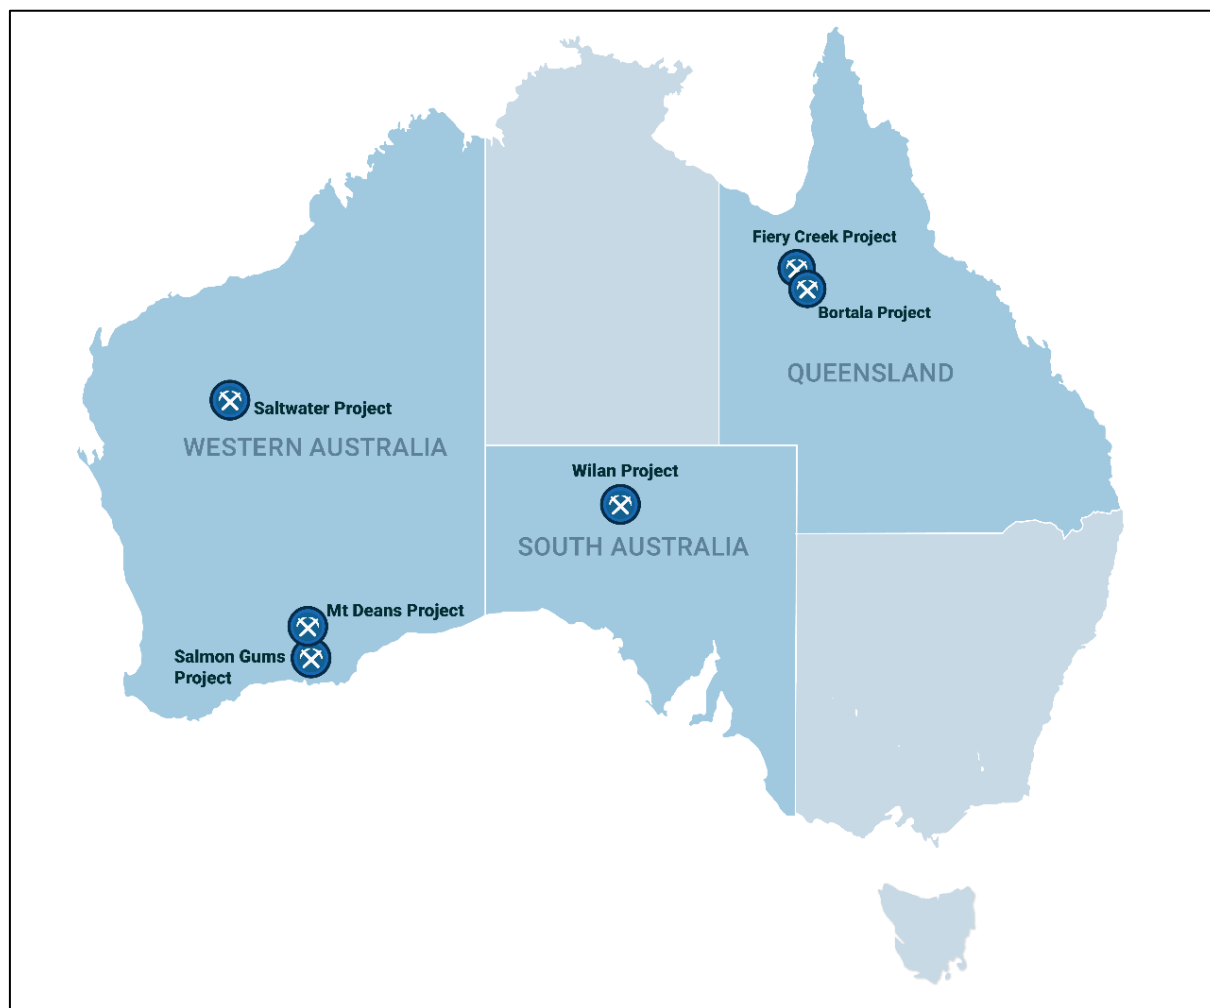 Fiery Creek Project
Bortala Project
QUEENSLAND
Saltwater Project
WESTERN AUSTRALIA
Wilan Project
SOUTH AUSTRALIA
Mt Deans Project
Salmon Gums
Project